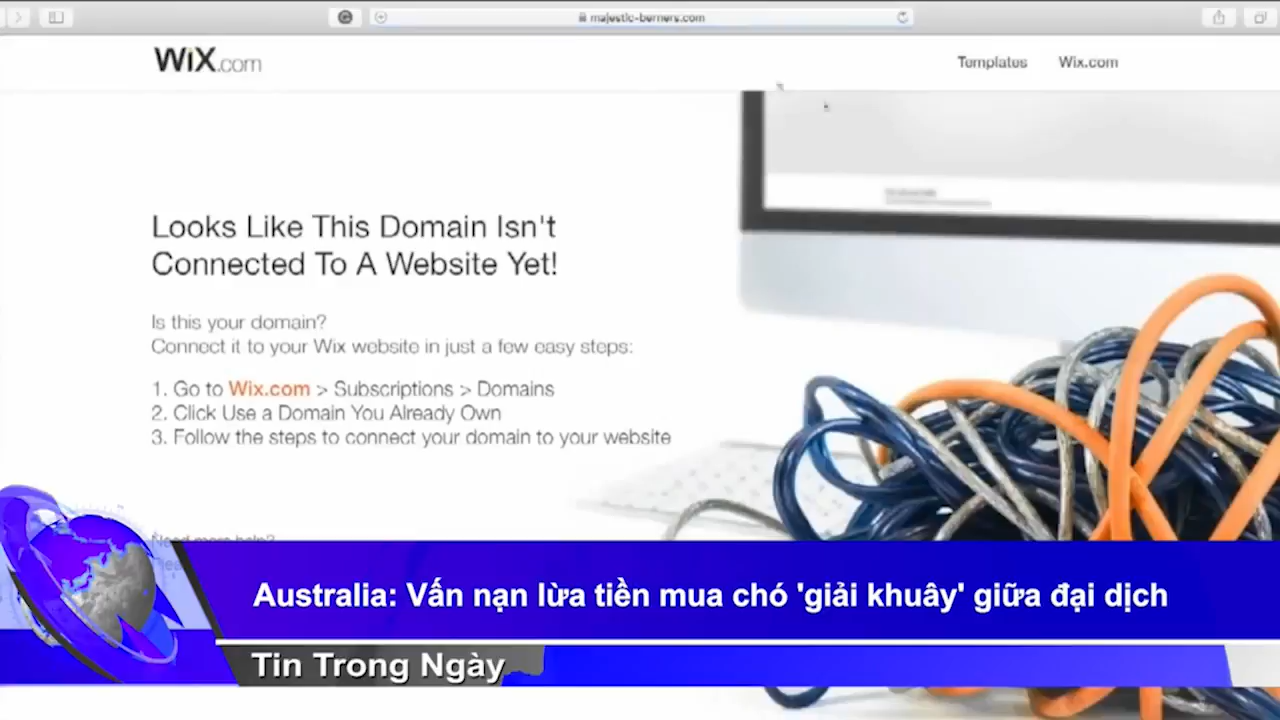 majestic-berners.com
WiX.com
Templates
Wix.com
Looks Like This Domain Isn't
Connected To A Website Yet!
Is this your domain?
Connect it to your Wix website in just a few easy steps:
1. Go to Wix.com > Subscriptions > Domains
2. Click Use a Domain You Already Own
3. Follow the steps to connect your domain to your website
Need more help?
Australia: Vấn nạn lừa tiền mua chó 'giải khuây' giữa đại dịch
Tin Trong Ngày